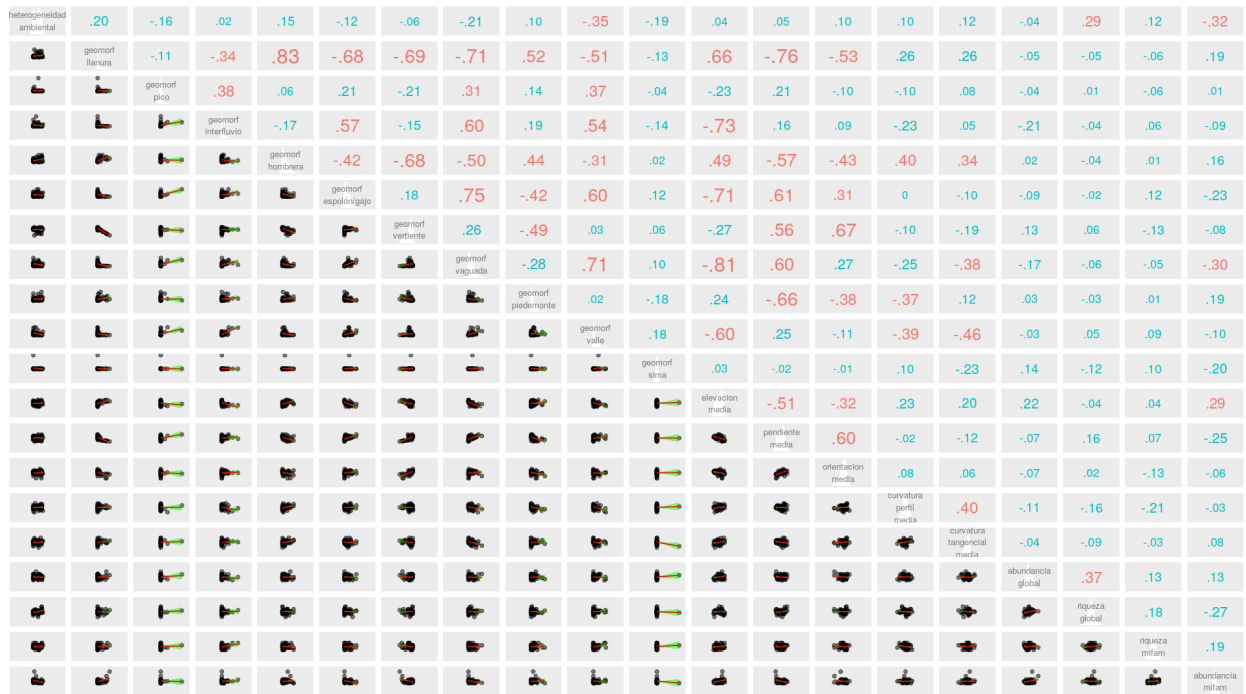 heterogeneidad
ambiental .20 -.16 .02 .15 -.12 -.06 -.21 .10 -.35 -.19 .04 .05 .10 .10 .12 -.04 .29 .12 -.32
geomorf
llanura -.11 -.34 .83 -.68 -.69 -.71 .52 -.51 -.13 .66 -.76 -.53 .26 .26 -.05 -.05 -.06 .19
geomorf
pico .38 .06 .21 -.21 .31 .14 .37 -.04 -.23 .21 -.10 -.10 .08 -.04 .01 -.06 .01
geomorf
interfluvio -.17 .57 -.15 .60 .19 .54 -.14 -.73 .16 .09 -.23 .05 -.21 -.04 .06 -.09
geomorf
hombrera -.42 -.68 -.50 .44 -.31 .02 .49 -.57 -.43 .40 .34 .02 -.04 .01 .16
geomorf
espolón/gajo .18 .75 -.42 .60 .12 -.71 .61 .31 0 -.10 -.09 -.02 .12 -.23
geomorf
vertiente .26 -.49 .03 .06 -.27 .56 .67 -.10 -.19 .13 .06 -.13 -.08
geomorf
vaguada -.28 .71 .10 -.81 .60 .27 -.25 -.38 -.17 -.06 -.05 -.30
geomorf
piedemonte .02 -.18 .24 -.66 -.38 -.37 .12 .03 -.03 .01 .19
geomorf
valle .18 -.60 .25 -.11 -.39 -.46 -.03 .05 .09 -.10
geomorf
sima .03 -.02 -.01 .10 -.23 .14 -.12 .10 -.20
elevacion
media -.51 -.32 .23 .20 .22 -.04 .04 .29
pendiente
media .60 -.02 -.12 -.07 .16 .07 -.25
orientacion
media .08 .06 -.07 .02 -.13 -.06
curvatura
perfil
media .40 -.11 -.16 -.21 -.03
curvatura
tangencial
media -.04 -.09 -.03 .08
abundancia
global .37 .13 .13
riqueza
global .18 -.27
riqueza
mifam .19
abundancia
mifam